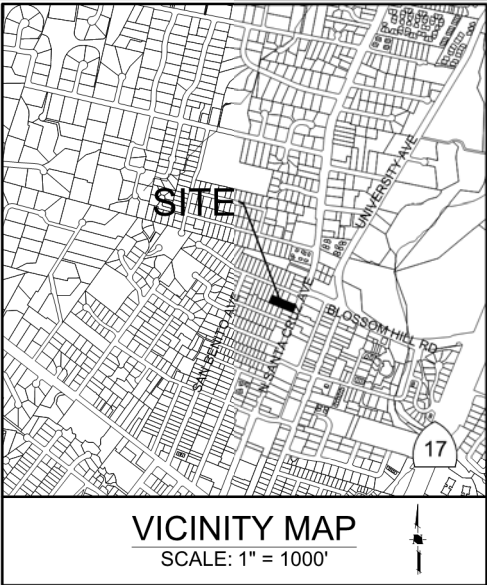 SITE
UNIVERSITY AVE
SAN BENITO AVE
N SANTA CRUZ AVE
BLOSSOM HILL RD
17
VICINITY MAP
SCALE: 1" = 1000'